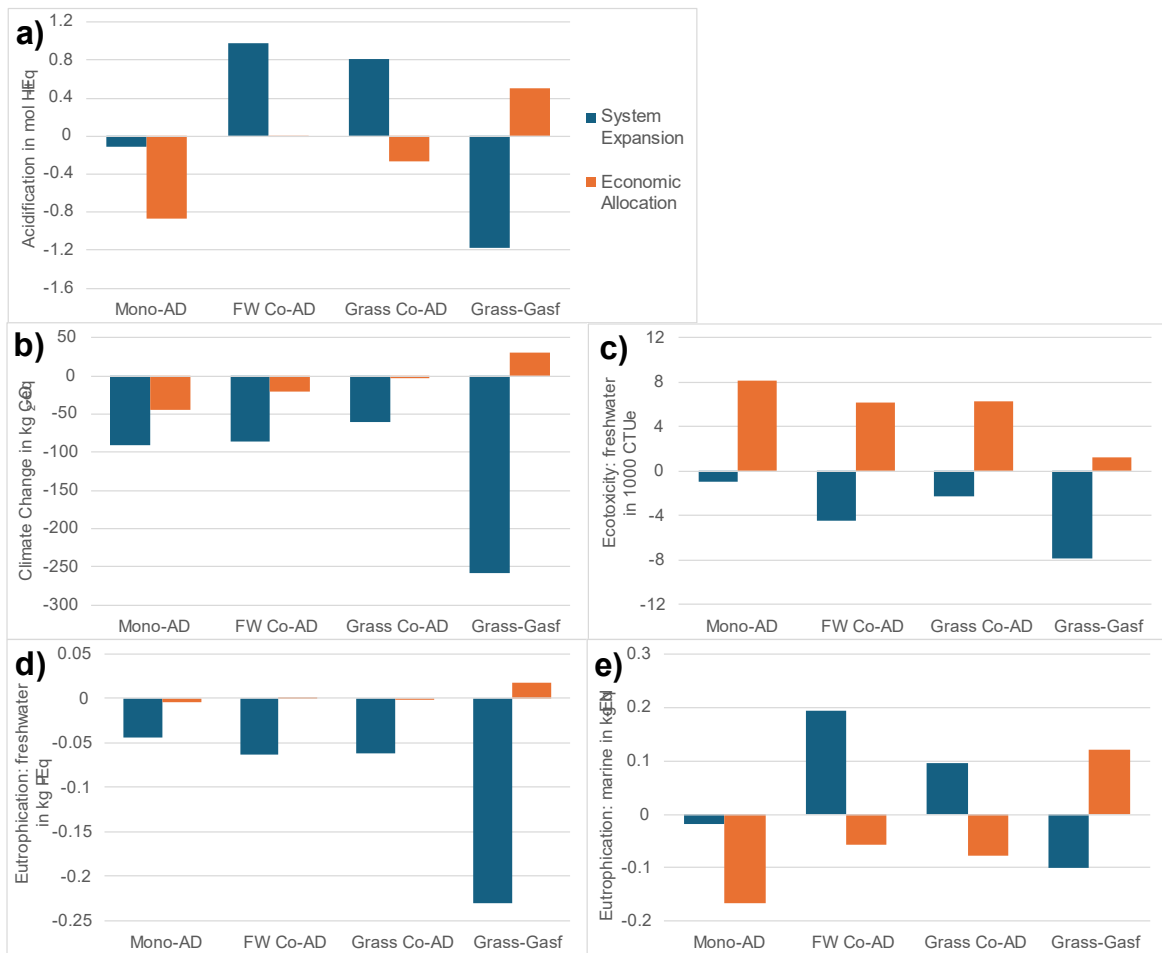 a)
Acidification in mol
1.2
0.8
0.4
0
-0.4
-0.8
-1.2
-1.6
Mono-AD
FW Co-AD
Grass Co-AD
Grass-Gasf
System
Expansion
Economic
Allocation
b)
Climate Change in kg
50
0
-50
-100
-150
-200
-250
-300
Mono-AD
FW Co-AD
Grass Co-AD
Grass-Gasf
c)
Ecotoxicity: freshwater
in 1000 CTUe
12
8
4
0
-4
-8
-12
Mono-AD
FW Co-AD
Grass Co-AD
Grass-Gasf
d)
Eutrophication: freshwater
in kg
0.05
0
-0.05
-0.1
-0.15
-0.2
-0.25
Mono-AD
FW Co-AD
Grass Co-AD
Grass-Gasf
e)
Eutrophication: marine in
0.3
0.2
0.1
0
-0.1
-0.2
Mono-AD
FW Co-AD
Grass Co-AD
Grass-Gasf